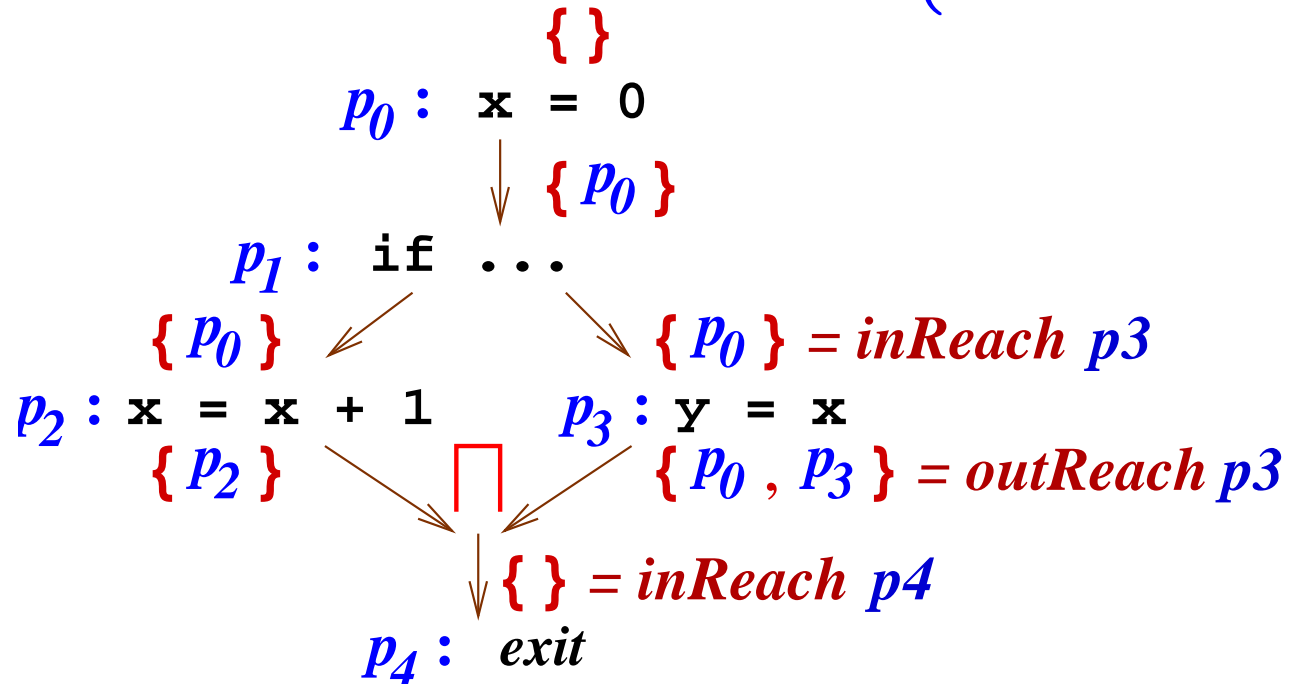 { }
p0 : x = 0
{ p0 }
p1 : if ...
{ p0 } { p0 } = inReach p3
p2 : x = x + 1 p3 : y = x
{ p2 } ⊓ { p0 , p3 } = outReach p3
{ } = inReach p4
p4 : exit